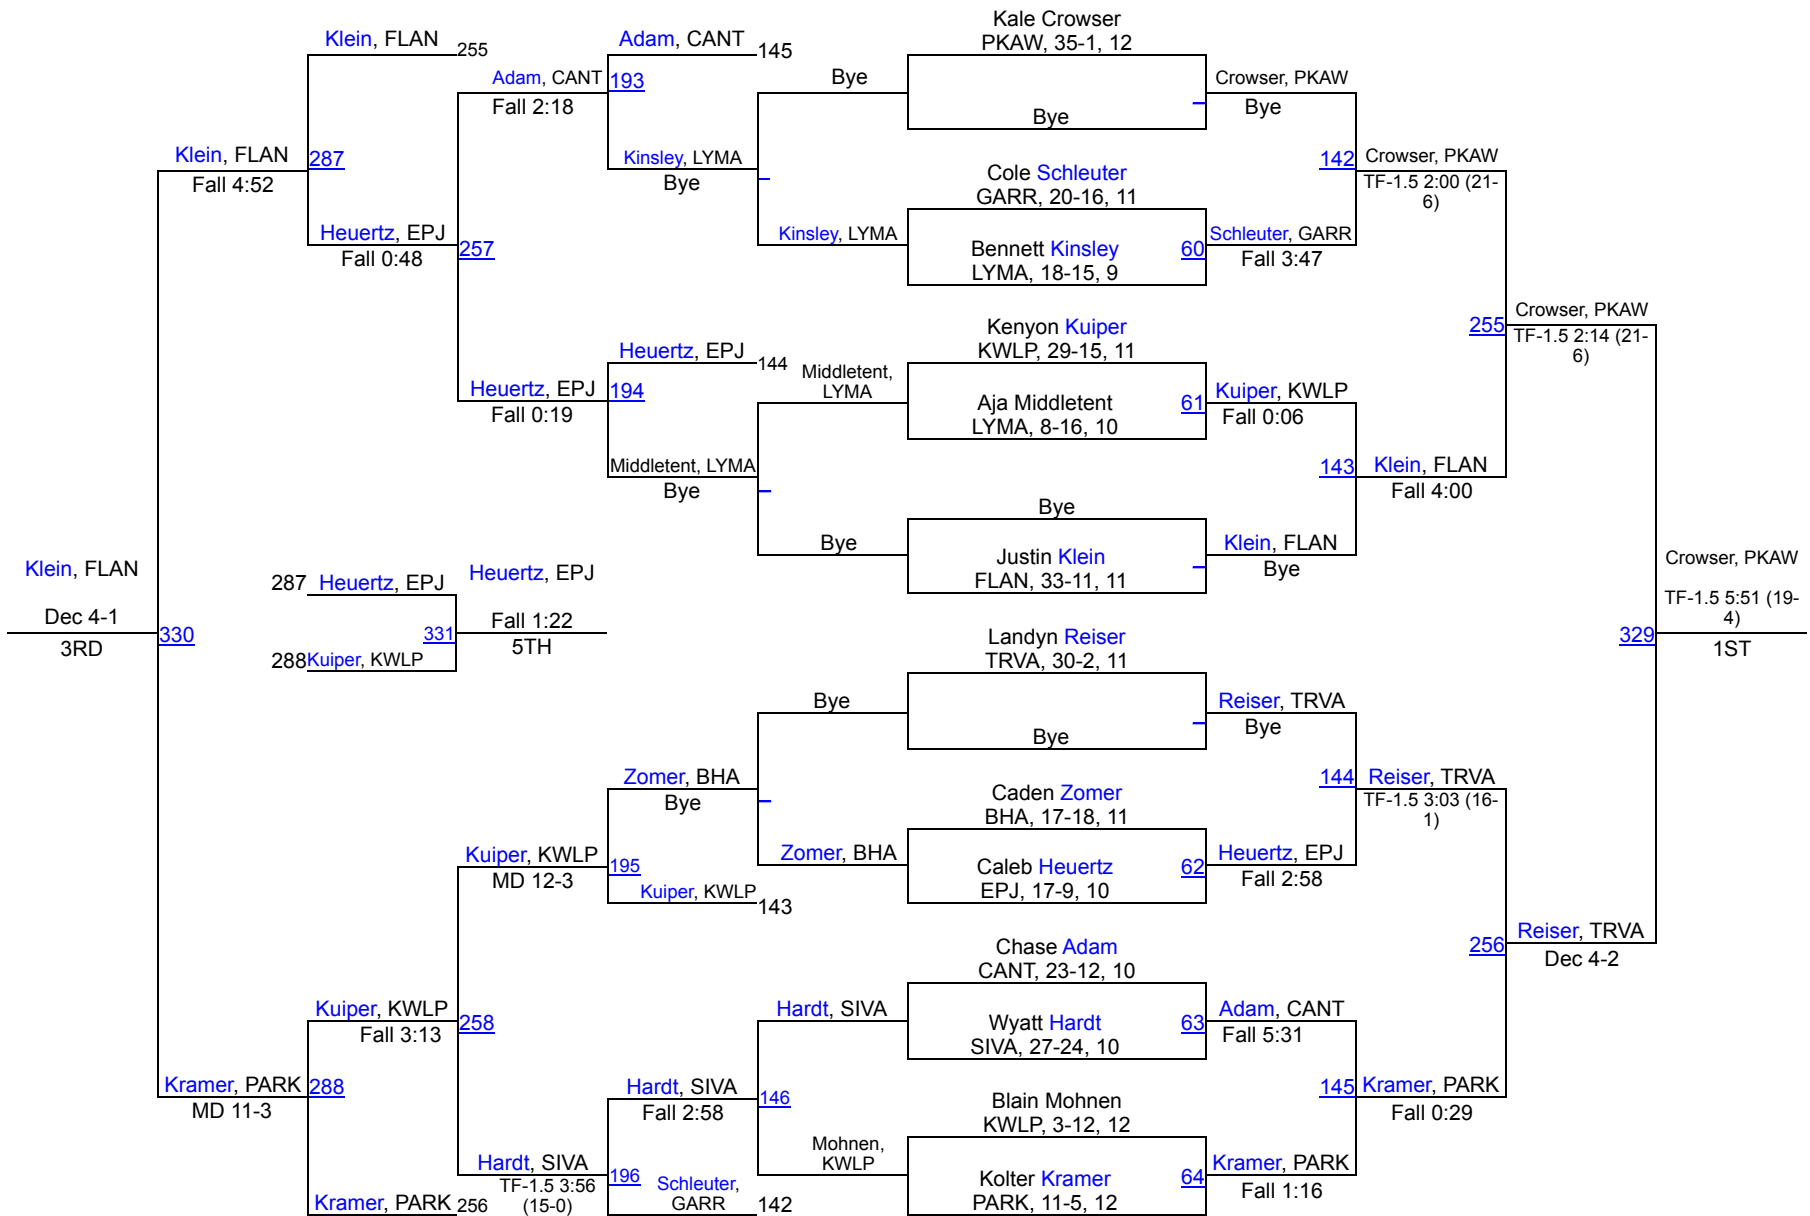 Kale Crowser
PKAW, 35-1, 12
Bye
Cole Schleuter
GARR, 20-16, 11
Bennett Kinsley
LYMA, 18-15, 9
60
Kenyon Kuiper
KWLP, 29-15, 11
Aja Middletent
LYMA, 8-16, 10
61
Bye
Justin Klein
FLAN, 33-11, 11
Landyn Reiser
TRVA, 30-2, 11
Bye
Caden Zomer
BHA, 17-18, 11
Caleb Heuertz
EPJ, 17-9, 10
62
Chase Adam
CANT, 23-12, 10
Wyatt Hardt
SIVA, 27-24, 10
63
Blain Mohnen
KWLP, 3-12, 12
Kolter Kramer
PARK, 11-5, 12
64
Crowser, PKAW
Bye
142
Schleuter, GARR
Fall 3:47
Kuiper, KWLP
Fall 0:06
143
Klein, FLAN
Bye
Reiser, TRVA
Bye
144
Heuertz, EPJ
Fall 2:58
Adam, CANT
Fall 5:31
145
Kramer, PARK
Fall 1:16
Crowser, PKAW
TF-1.5 2:00 (21-
6)
255
Klein, FLAN
Fall 4:00
Reiser, TRVA
TF-1.5 3:03 (16-
1)
256
Kramer, PARK
Fall 0:29
Crowser, PKAW
TF-1.5 2:14 (21-
6)
329
Reiser, TRVA
Dec 4-2
Crowser, PKAW
TF-1.5 5:51 (19-
4)
1ST
Bye
Kinsley, LYMA
Middletent,
LYMA
Bye
Bye
Zomer, BHA
Hardt, SIVA
146
Mohnen,
KWLP
Adam, CANT
145
193
Kinsley, LYMA
Bye
Heuertz, EPJ
144
194
Middletent, LYMA
Bye
Zomer, BHA
Bye
195
Kuiper, KWLP
143
Hardt, SIVA
Fall 2:58
196
Schleuter,
GARR
142
Adam, CANT
Fall 2:18
257
Heuertz, EPJ
Fall 0:19
Kuiper, KWLP
MD 12-3
258
Hardt, SIVA
TF-1.5 3:56
(15-0)
Klein, FLAN
255
287
Heuertz, EPJ
Fall 0:48
Kuiper, KWLP
Fall 3:13
288
Kramer, PARK
256
Klein, FLAN
Fall 4:52
330
Kramer, PARK
MD 11-3
Klein, FLAN
Dec 4-1
3RD
287
Heuertz, EPJ
331
288
Kuiper, KWLP
Heuertz, EPJ
Fall 1:22
5TH